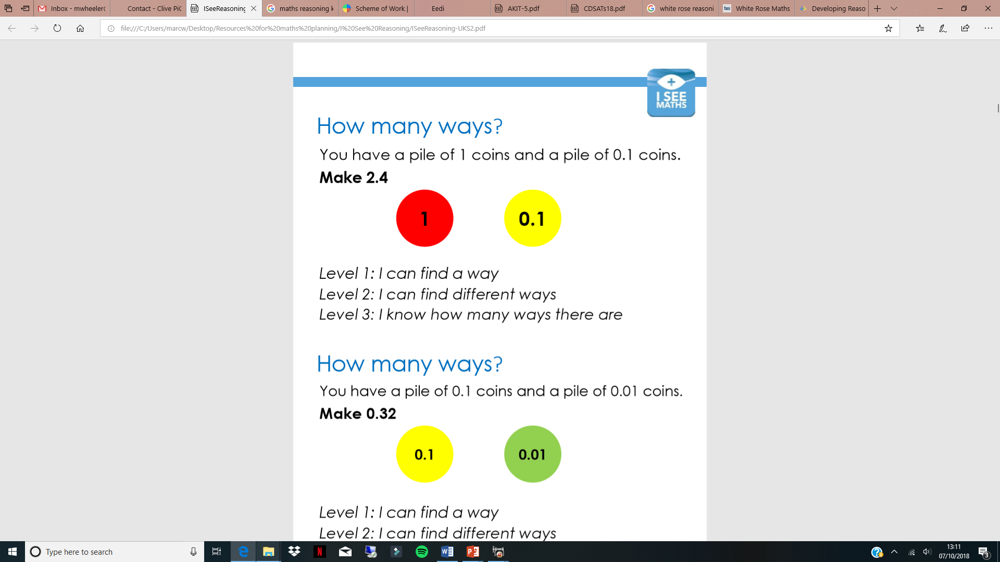 Inbox - mwheeler(
Contact - Clive Pi
ISeeReasoning
maths reasoning k
Scheme of Work |
Eedi
AKIT-5.pdf
CDSATs18.pdf
white rose reasoni
White Rose Maths
Developing Reaso
file:///C:/Users/marcw/Desktop/Resources%20for%20maths%20planning/I%20See%20Reasoning/ISeeReasoning-UKS2.pdf
I SEE
MATHS
How many ways?
You have a pile of 1 coins and a pile of 0.1 coins.
Make 2.4
1 0.1
Level 1: I can find a way
Level 2: I can find different ways
Level 3: I know how many ways there are
How many ways?
You have a pile of 0.1 coins and a pile of 0.01 coins.
Make 0.32
0.1 0.01
Level 1: I can find a way
Level 2: I can find different ways
Type here to search
13:11
07/10/2018
3